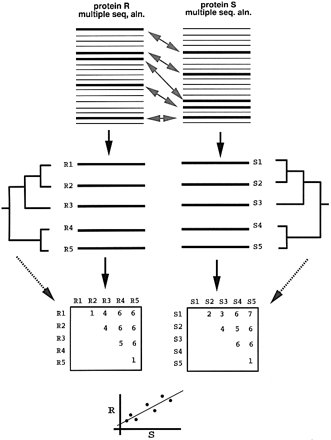 protein R
multiple seq, aln.
protein S
multiple seq. aln.
R1
R2
R3
R4
R5
S1
S2
S3
S4
S5
R1 R2 R3 R4 R5
R1 1 4 6 6
R2 4 6 6
R3 5 6
R4 1
R5
S1 S2 S3 S4 S5
S1 2 3 6 7
S2 4 5 6
S3 6 6
S4 1
S5
R
S